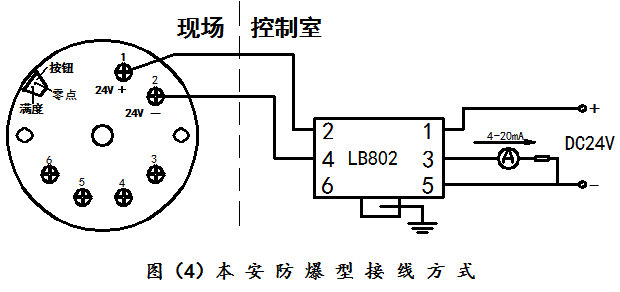 现场 控制室
按钮
零点
满度
1
24V +
2
24V —
3
4
5
6
2 1
4 LB802 3
6 5
4-20mA
A
+
DC24V
-
图 (4) 本 安 防 爆 型 接 线 方 式